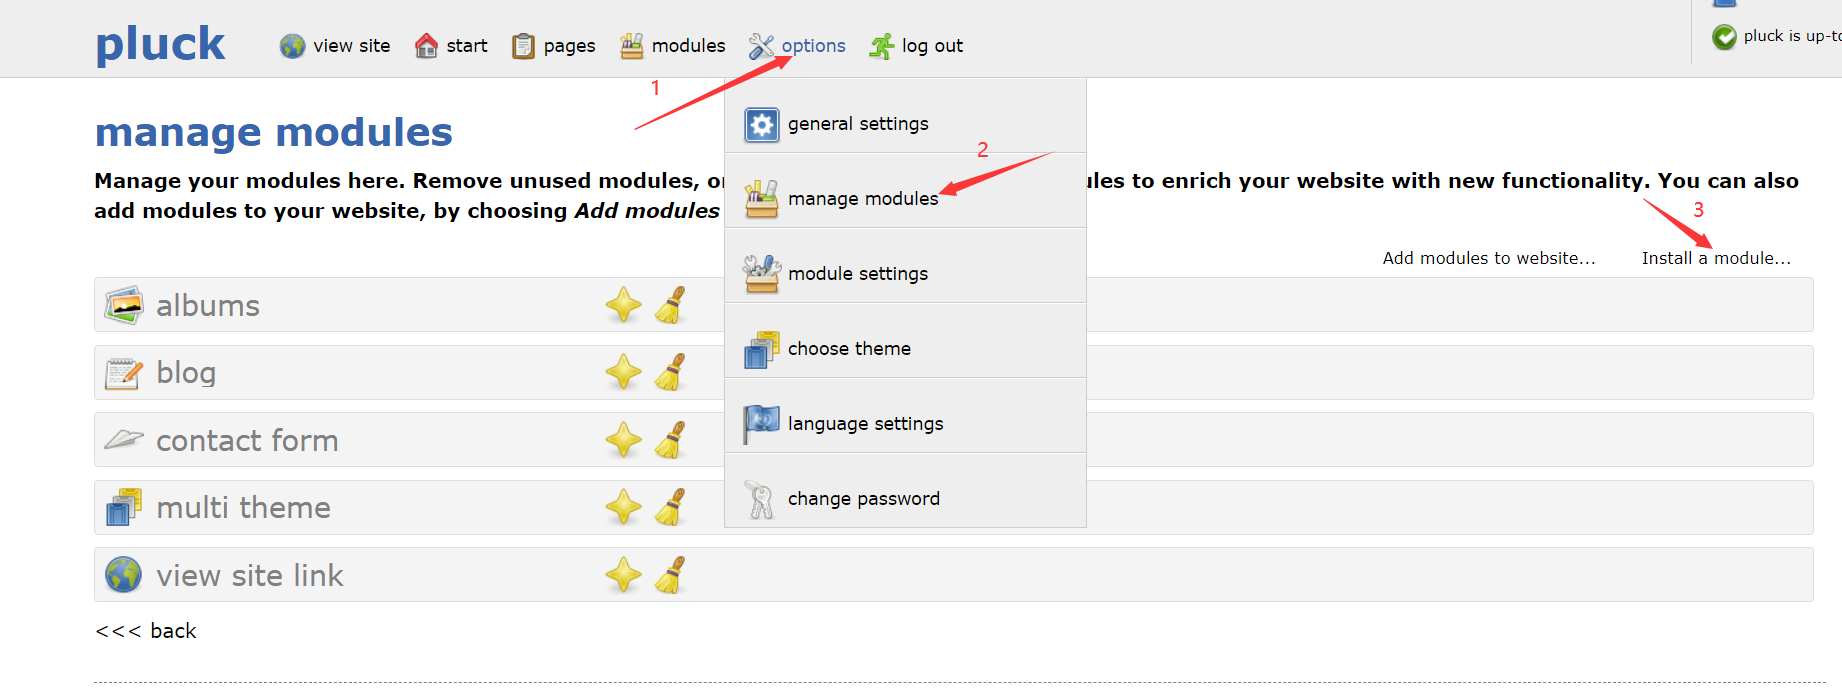 pluck
view site
start
pages
modules
options
log out
pluck is up-to
1
general settings
manage modules
2
Manage your modules here. Remove unused modules, or
ules to enrich your website with new functionality. You can also
add modules to your website, by choosing Add modules
manage modules
3
module settings
Add modules to website...
Install a module...
albums
choose theme
blog
language settings
contact form
change password
multi theme
view site link
<<< back